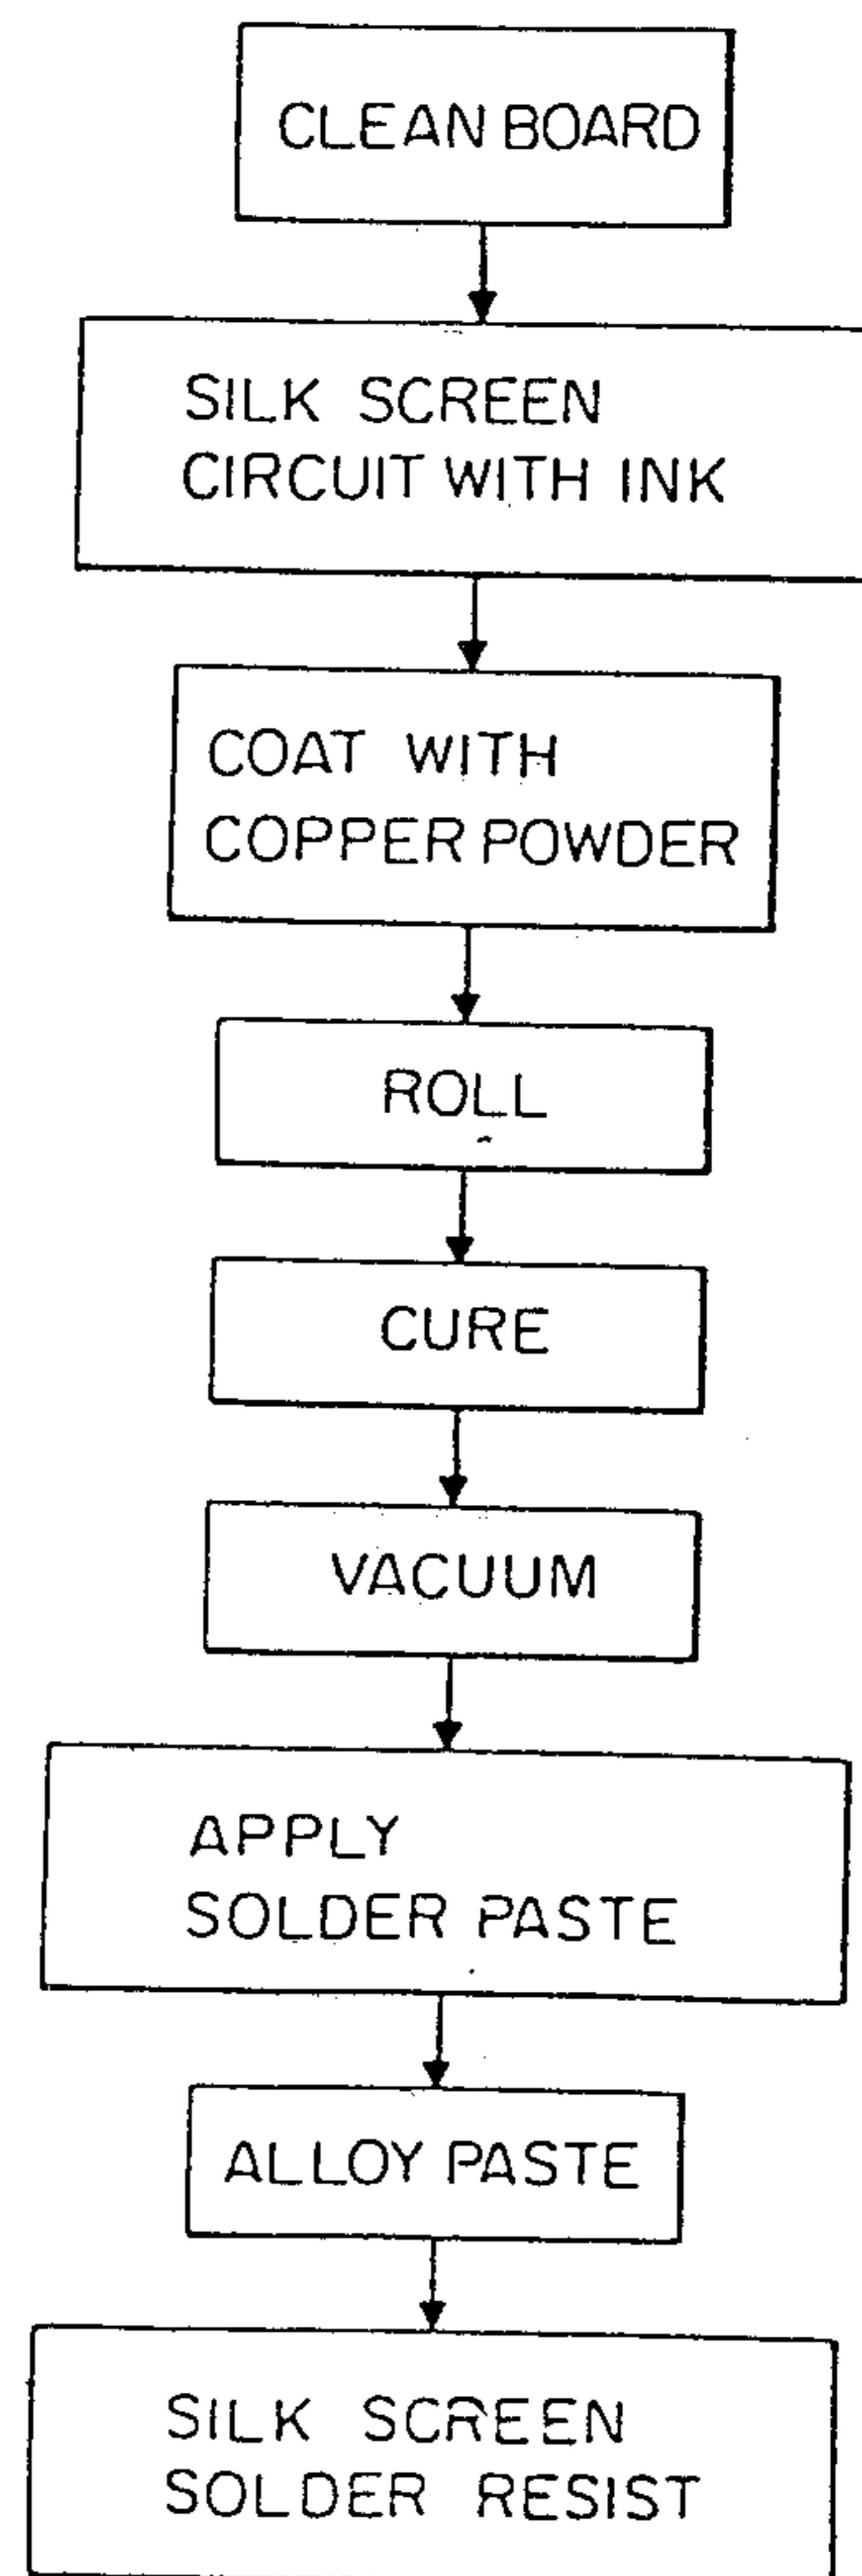 CLEAN BOARD
SILK SCREEN
CIRCUIT WITH INK
COAT WITH
COPPER POWDER
ROLL
CURE
VACUUM
APPLY
SOLDER PASTE
ALLOY PASTE
SILK SCREEN
SOLDER RESIST